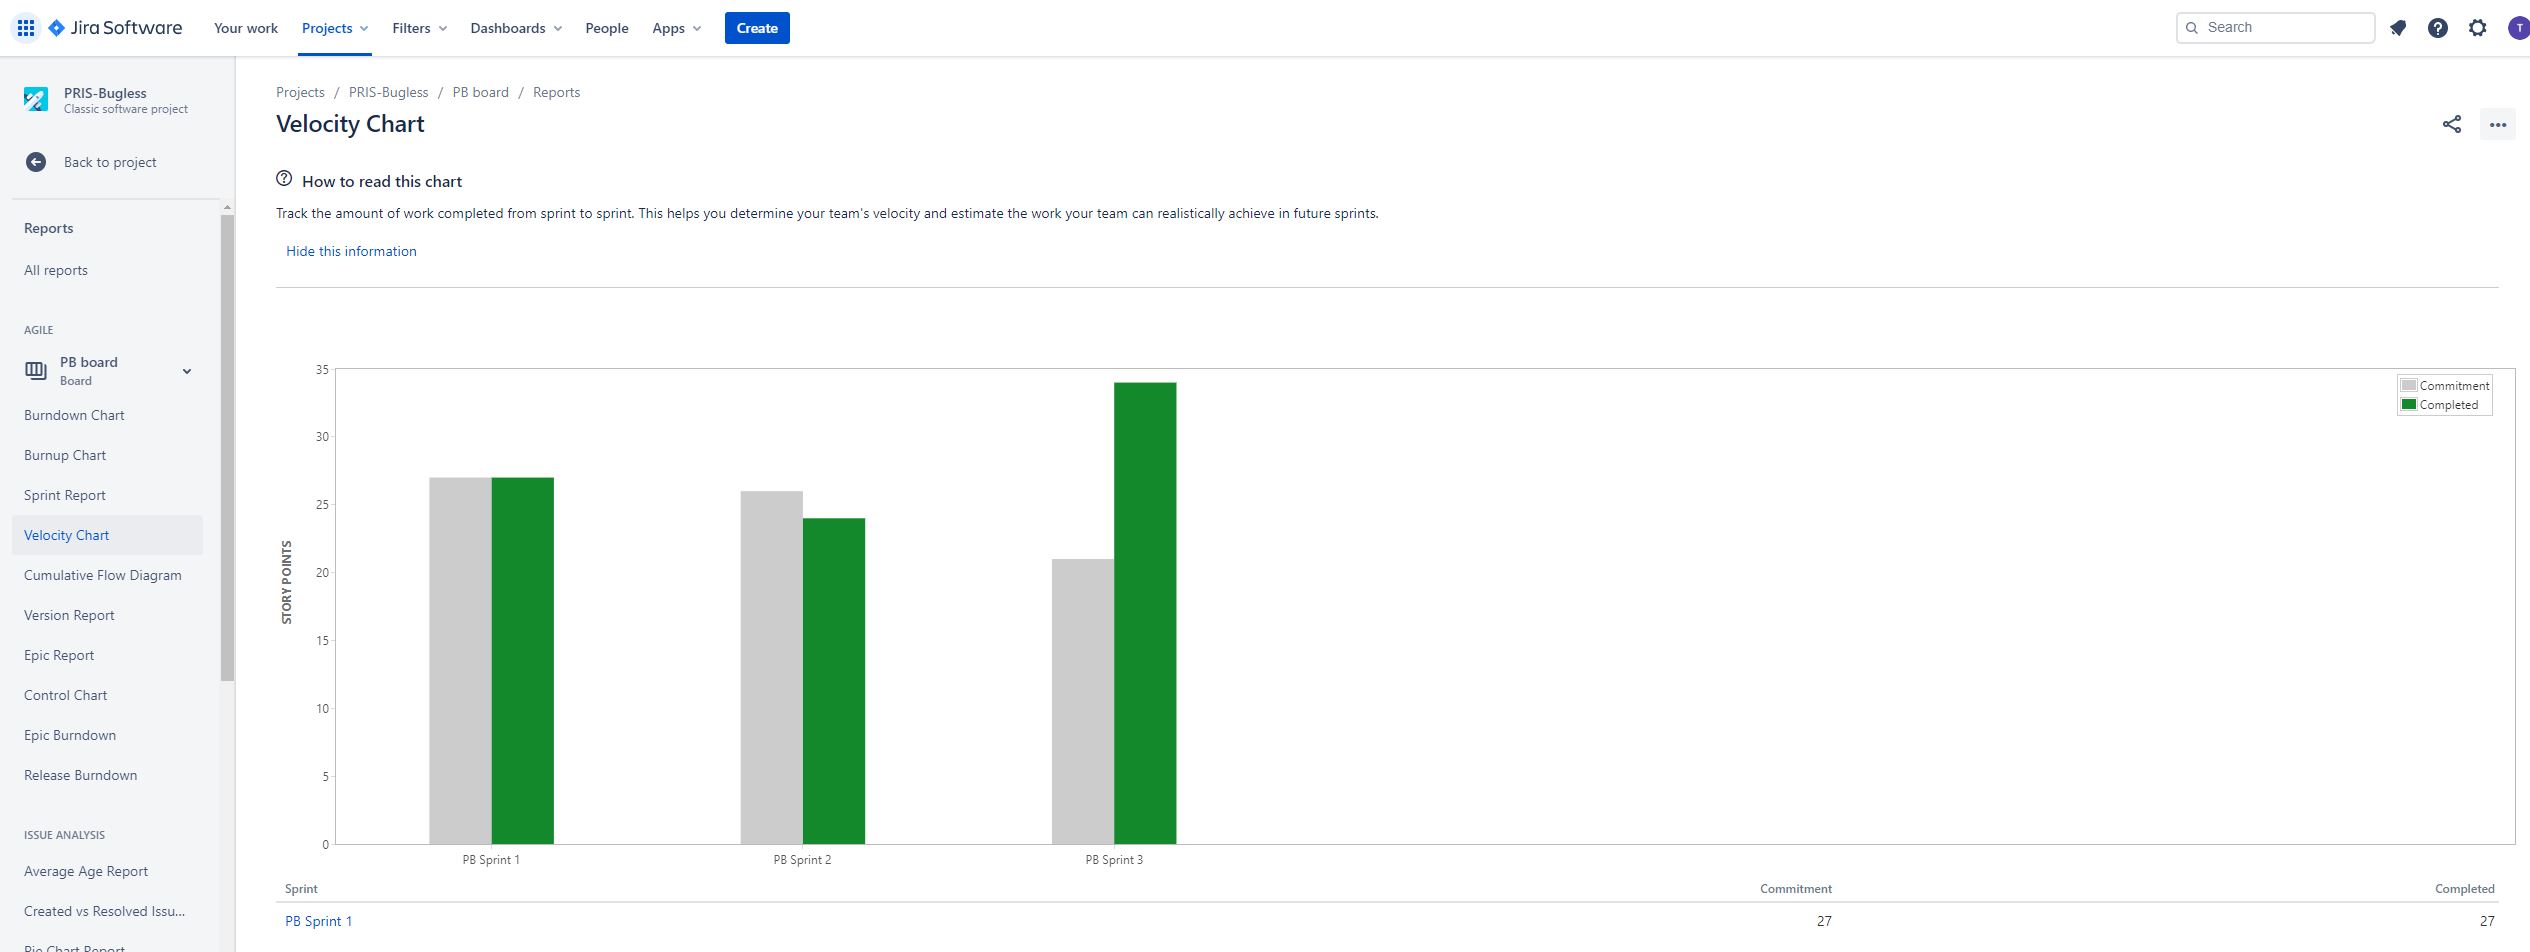 Jira Software Your work Projects Filters Dashboards People Apps Create Search T
PRIS-Bugless
Classic software project
Back to project
Reports
All reports
AGILE
PB board
Board
Burndown Chart
Burnup Chart
Sprint Report
Velocity Chart
Cumulative Flow Diagram
Version Report
Epic Report
Control Chart
Epic Burndown
Release Burndown
ISSUE ANALYSIS
Average Age Report
Created vs Resolved Issu...
Pie Chart Report
Projects / PRIS-Bugless / PB board / Reports
Velocity Chart
How to read this chart
Track the amount of work completed from sprint to sprint. This helps you determine your team's velocity and estimate the work your team can realistically achieve in future sprints.
Hide this information
35
30
25
20
15
10
5
0
STORY POINTS
Commitment
Completed
PB Sprint 1 PB Sprint 2 PB Sprint 3
Sprint Commitment Completed
PB Sprint 1 27 27